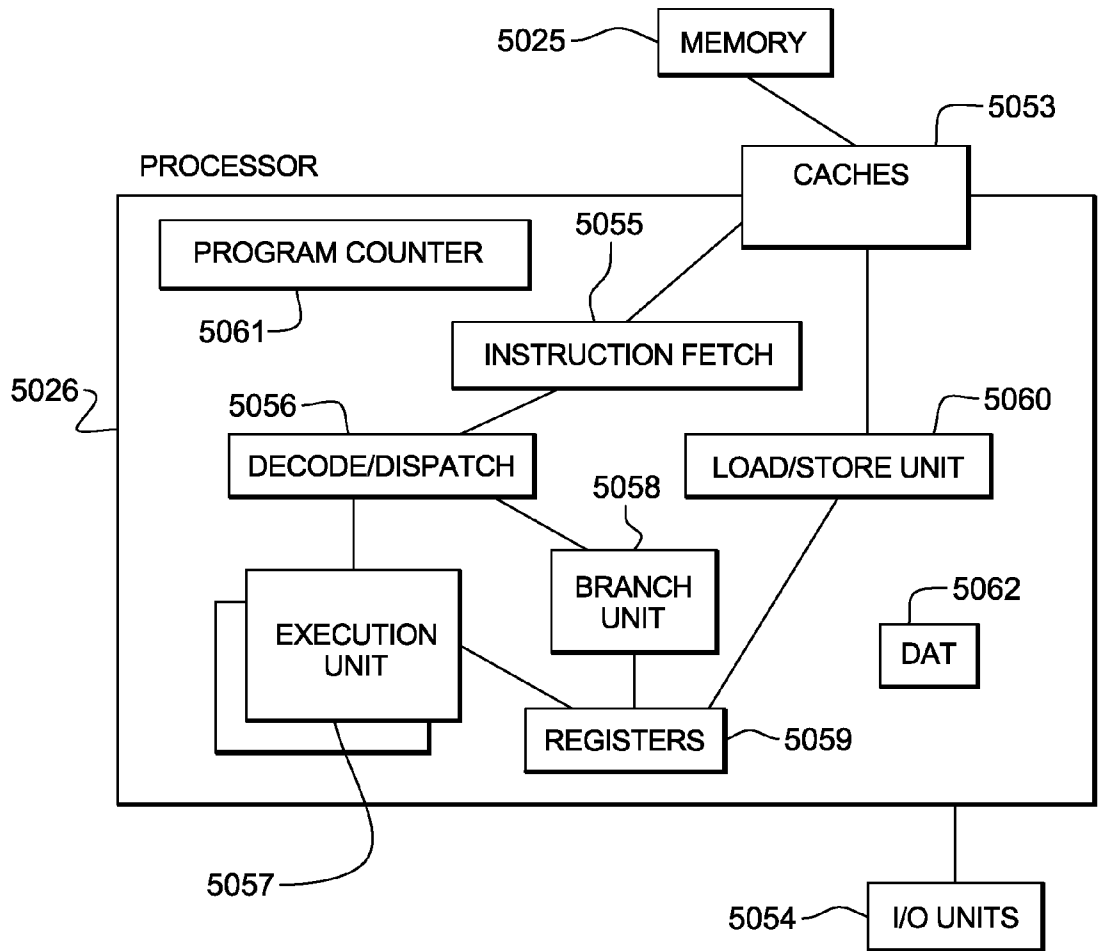 MEMORY
5025
5053
CACHES
PROCESSOR
PROGRAM COUNTER
5055
5061
INSTRUCTION FETCH
5026
5056
5060
DECODE/DISPATCH
LOAD/STORE UNIT
5058
BRANCH
UNIT
5062
EXECUTION
UNIT
DAT
REGISTERS
5059
5057
5054
I/O UNITS